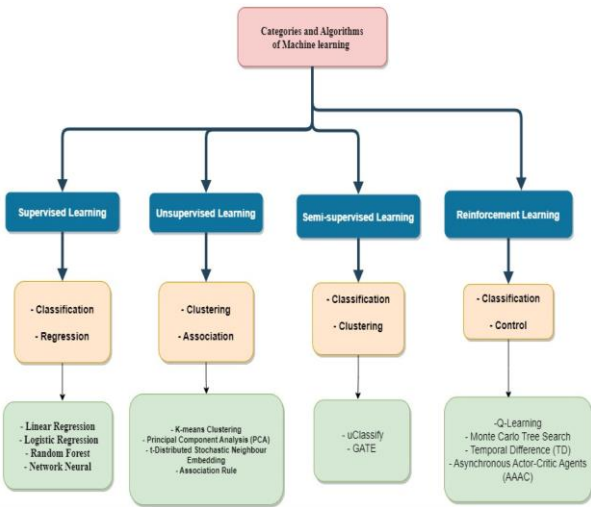 Categories and Algorithms
of Machine learning
Supervised Learning
Unsupervised Learning
Semi-supervised Learning
Reinforcement Learning
- Classification
- Regression
- Clustering
- Association
- Classification
- Clustering
- Classification
- Control
- Linear Regression
- Logistic Regression
- Random Forest
- Network Neural
- K-means Clustering
- Principal Component Analysis (PCA)
- t-Distributed Stochastic Neighbour
Embedding
- Association Rule
- uClassify
- GATE
-Q-Learning
- Monte Carlo Tree Search
- Temporal Difference (TD)
- Asynchronous Actor-Critic Agents
(AAAC)